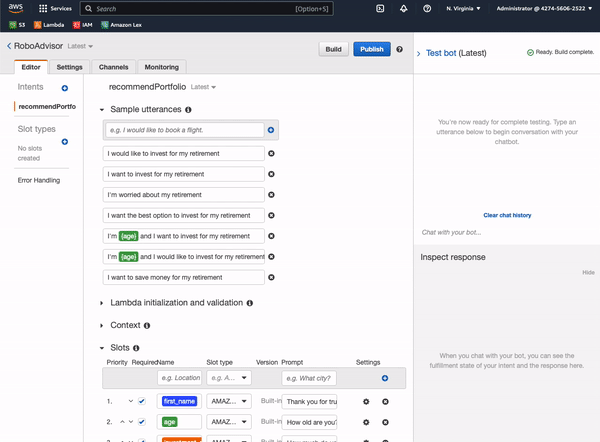 aws Services Search [Option+S] N. Virginia Administrator @ 4274-5606-2522
S3 Lambda IAM Amazon Lex
RoboAdvisor Latest
Build Publish
Editor Settings Channels Monitoring
Intents
recommendPortfo
Slot types
No slots
created
Error Handling
recommendPortfolio Latest
Sample utterances
e.g. I would like to book a flight.
I would like to invest for my retirement
I want to invest for my retirement
I'm worried about my retirement
I want the best option to invest for my retirement
I'm {age} and I want to invest for my retirement
I'm {age} and I would like to invest for my retirement
I want to save money for my retirement
Lambda initialization and validation
Context
Slots
Priority Required Name Slot type Version Prompt Settings
e.g. Location e.g. A... e.g. What city?
1. first_name AMAZ... Built-in Thank you for tru
2. age AMAZ... Built-in How old are you?
Test bot (Latest) Ready. Build complete.
You're now ready for complete testing. Type an
utterance below to begin conversation with your
chatbot.
Clear chat history
Chat with your bot...
Inspect response
Hide
When you chat with your bot, you can see the
fulfillment state of your intent and the response here.